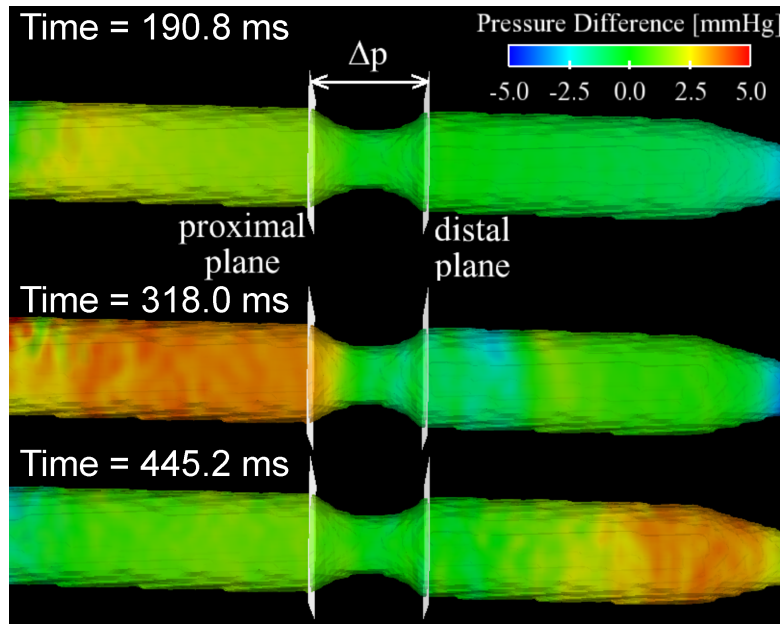 Time = 190.8 ms
Pressure Difference [mmHg]
-5.0 -2.5 0.0 2.5 5.0
Δp
proximal
plane
distal
plane
Time = 318.0 ms
Time = 445.2 ms